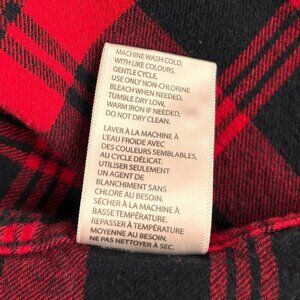 MACHINE WASH COLD,
WITH LIKE COLOURS,
GENTLE CYCLE,
USE ONLY NON-CHLORINE
BLEACH WHEN NEEDED,
TUMBLE DRY LOW,
WARM IRON IF NEEDED,
DO NOT DRY CLEAN.
LAVER À LA MACHINE À
L'EAU FROIDE AVEC
DES COULEURS SEMBLABLES,
AU CYCLE DÉLICAT.
UTILISER SEULEMENT
UN AGENT DE
BLANCHIMENT SANS
CHLORE AU BESOIN.
SÉCHER À LA MACHINE À
BASSE TEMPÉRATURE.
REPASSER À TEMPÉRATURE
MOYENNE AU BESOIN.
NE PAS NETTOYER À SEC.